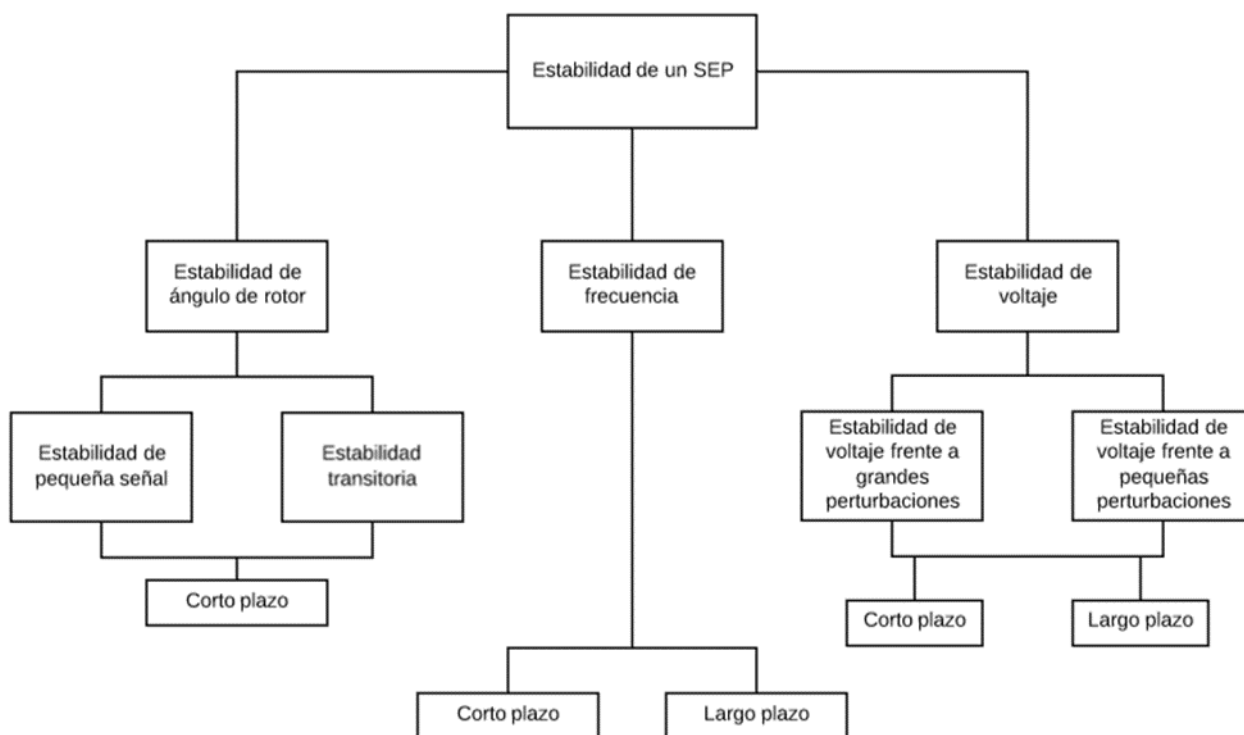 Estabilidad de un SEP
Estabilidad de
ángulo de rotor
Estabilidad de
frecuencia
Estabilidad de
voltaje
Estabilidad de
pequeña señal
Estabilidad
transitoria
Estabilidad de
voltaje frente a
grandes
perturbaciones
Estabilidad de
voltaje frente a
pequeñas
perturbaciones
Corto plazo
Corto plazo
Largo plazo
Corto plazo
Largo plazo